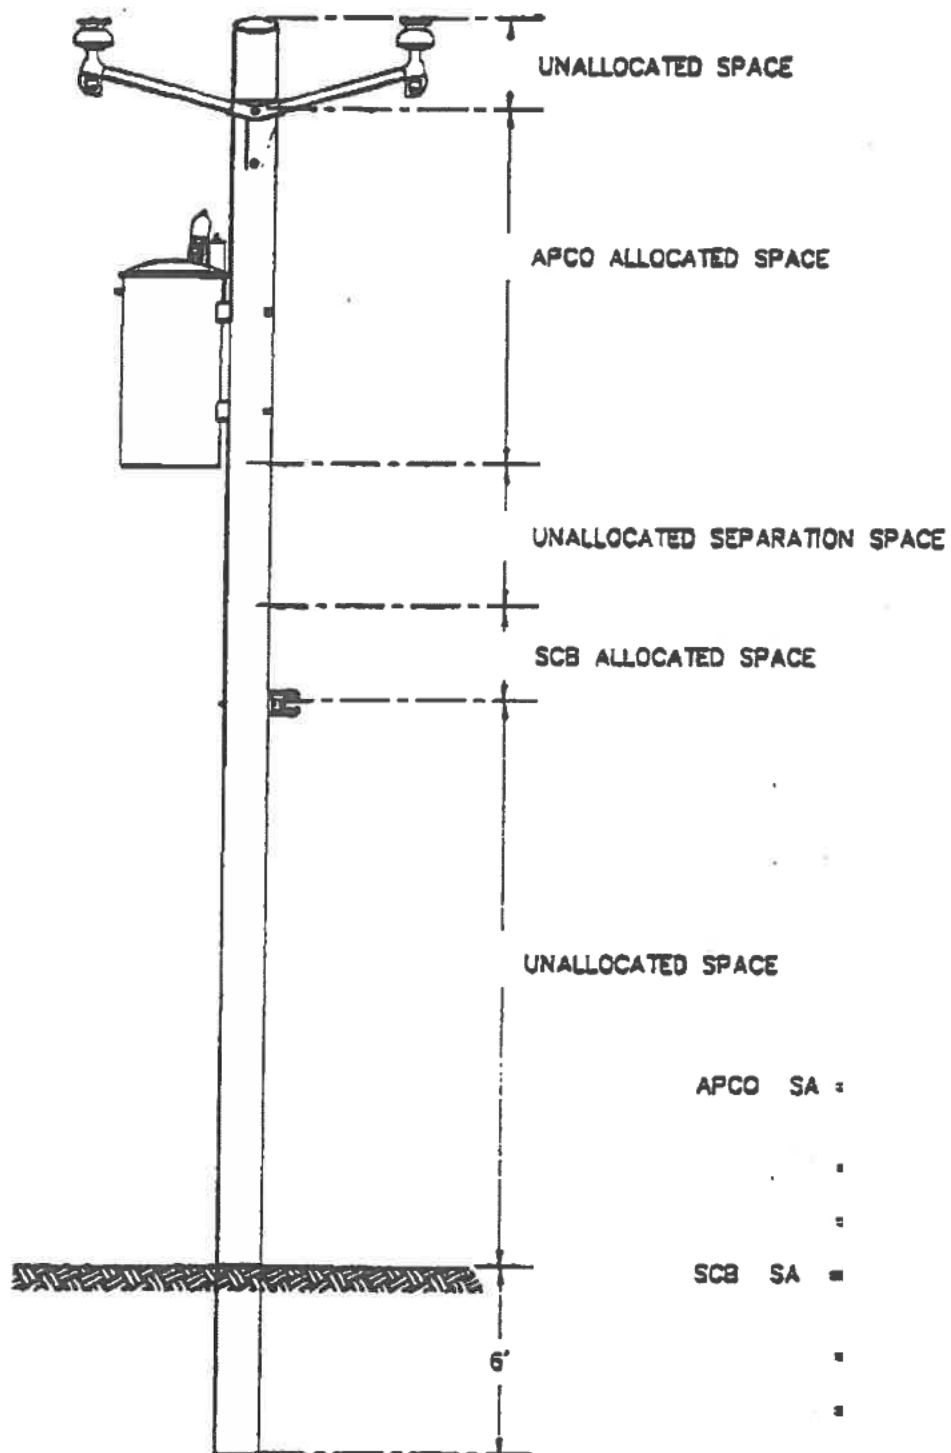 UNALLOCATED SPACE
APCO ALLOCATED SPACE
UNALLOCATED SEPARATION SPACE
SCB ALLOCATED SPACE
UNALLOCATED SPACE
APCO SA =
=
=
SCB SA =
=
=
6'